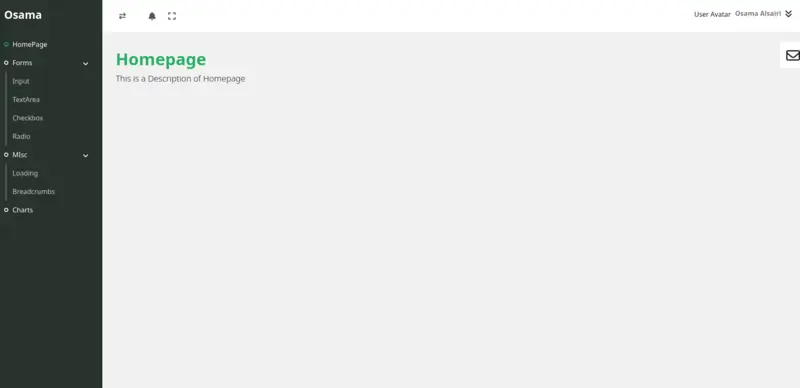 Osama
HomePage
Forms
Input
TextArea
Checkbox
Radio
MIsc
Loading
Breadcrumbs
Charts
User Avatar Osama Alsairi
Homepage
This is a Description of Homepage